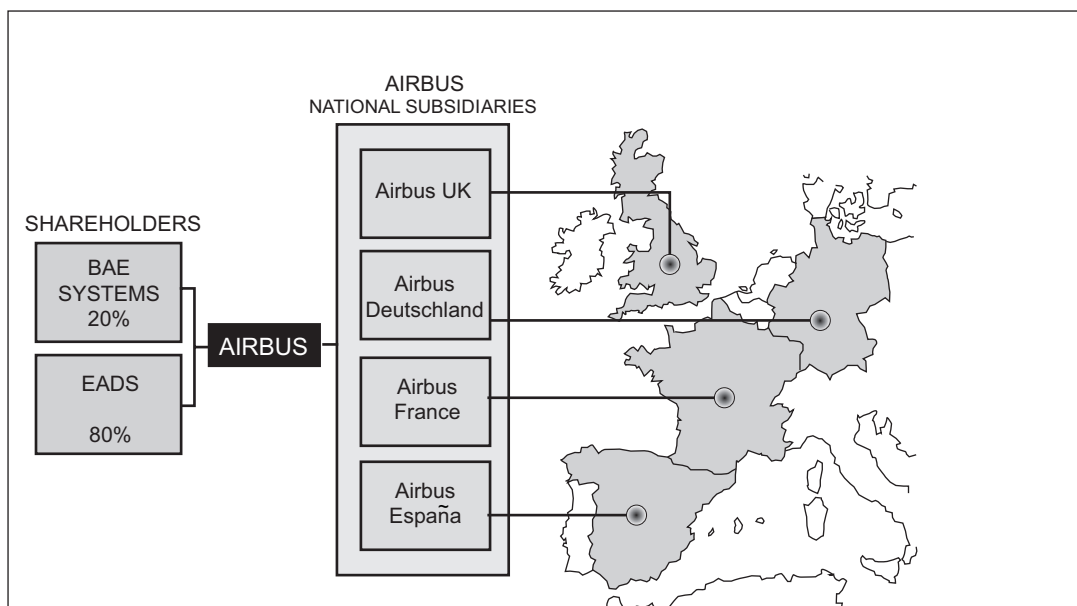 AIRBUS
NATIONAL SUBSIDIARIES
SHAREHOLDERS
BAE
SYSTEMS
20%
EADS
80%
AIRBUS
Airbus UK
Airbus
Deutschland
Airbus
France
Airbus
España